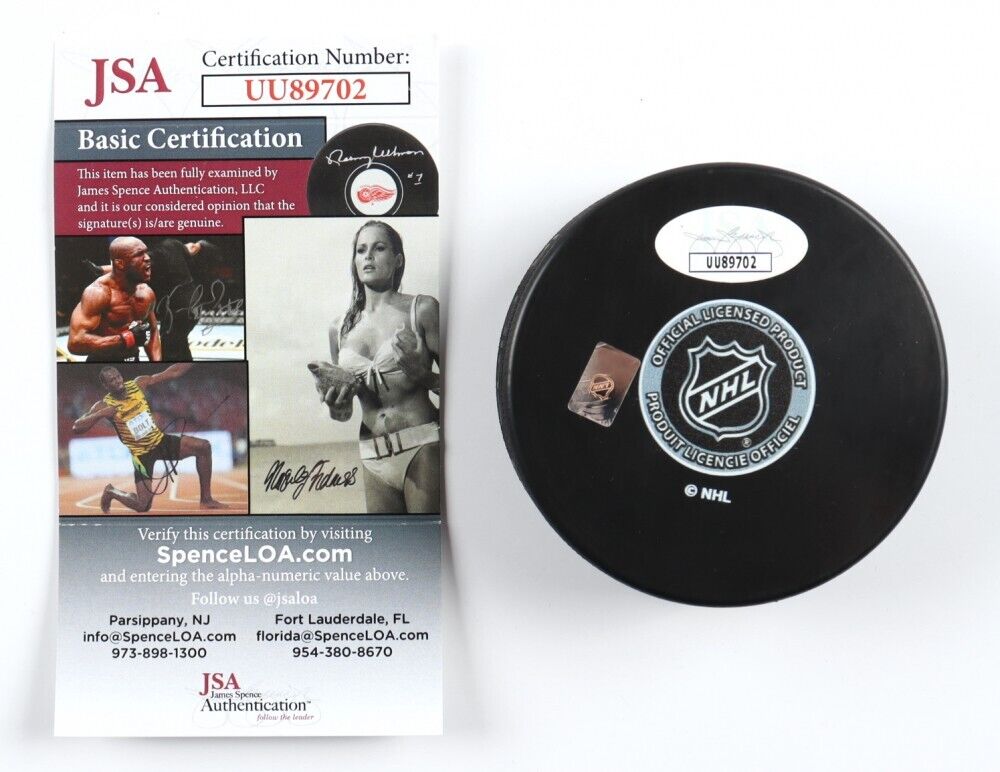 JSA
Certification Number:
UU89702
Basic Certification
This item has been fully examined by
James Spence Authentication, LLC
and it is our considered opinion that the
signature(s) is/are genuine.
#7
BOLT
Verify this certification by visiting
SpenceLOA.com
and entering the alpha-numeric value above.
Follow us @jsaloa
Parsippany, NJ
info@SpenceLOA.com
973-898-1300
Fort Lauderdale, FL
florida@SpenceLOA.com
954-380-8670
JSA
James Spence
Authentication™
follow the leader
UU89702
OFFICIAL LICENSED PRODUCT
NHL
®
PRODUIT LICENCIE OFFICIEL
© NHL